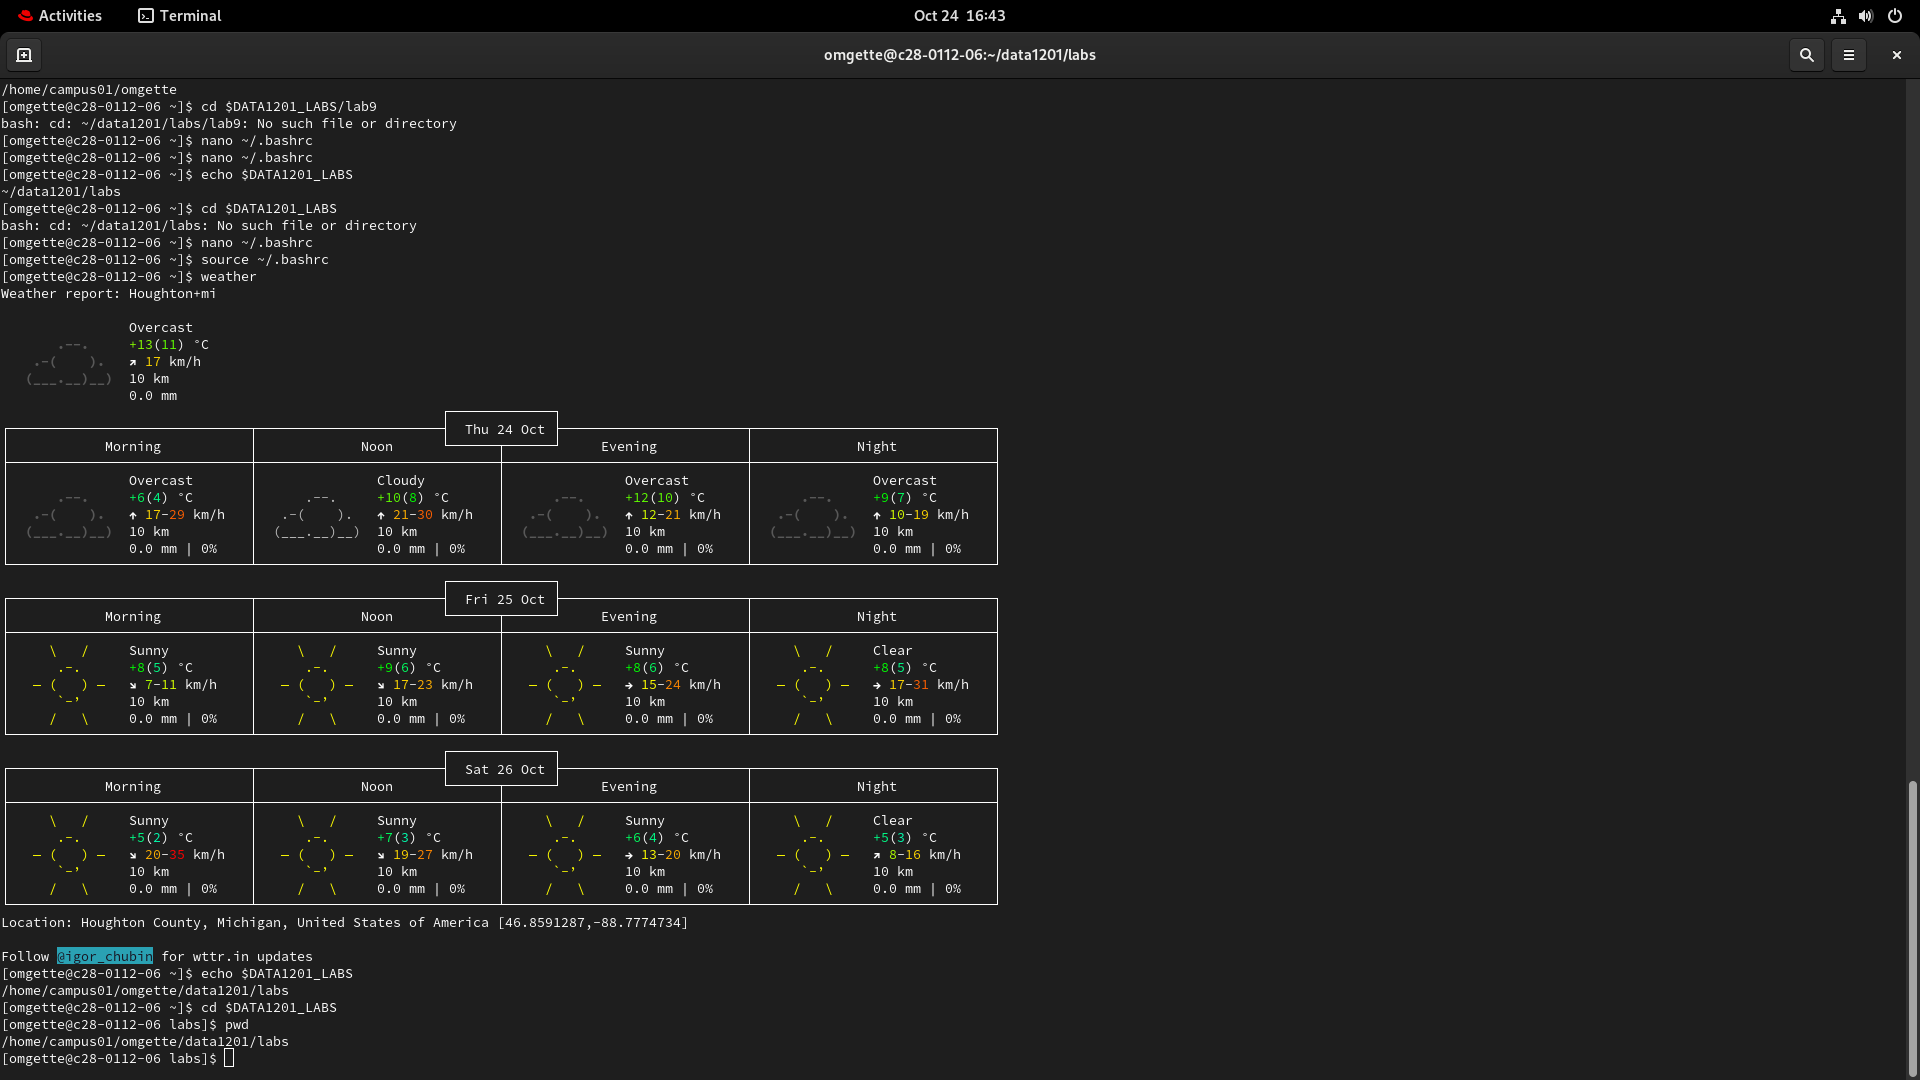 Activities Terminal Oct 24 16:43
omgette@c28-0112-06:~/data1201/labs
/home/campus01/omgette
[omgette@c28-0112-06 ~]$ cd $DATA1201_LABS/lab9
bash: cd: ~/data1201/labs/lab9: No such file or directory
[omgette@c28-0112-06 ~]$ nano ~/.bashrc
[omgette@c28-0112-06 ~]$ nano ~/.bashrc
[omgette@c28-0112-06 ~]$ echo $DATA1201_LABS
~/data1201/labs
[omgette@c28-0112-06 ~]$ cd $DATA1201_LABS
bash: cd: ~/data1201/labs: No such file or directory
[omgette@c28-0112-06 ~]$ nano ~/.bashrc
[omgette@c28-0112-06 ~]$ source ~/.bashrc
[omgette@c28-0112-06 ~]$ weather
Weather report: Houghton+mi
Overcast
+13(11) °C
↗ 17 km/h
10 km
0.0 mm
Thu 24 Oct
Morning Noon Evening Night
Overcast Cloudy Overcast Overcast
+6(4) °C +10(8) °C +12(10) °C +9(7) °C
↑ 17-29 km/h ↑ 21-30 km/h ↑ 12-21 km/h ↑ 10-19 km/h
10 km 10 km 10 km 10 km
0.0 mm | 0% 0.0 mm | 0% 0.0 mm | 0% 0.0 mm | 0%
Fri 25 Oct
Morning Noon Evening Night
Sunny Sunny Sunny Clear
+8(5) °C +9(6) °C +8(6) °C +8(5) °C
↘ 7-11 km/h ↘ 17-23 km/h → 15-24 km/h → 17-31 km/h
10 km 10 km 10 km 10 km
0.0 mm | 0% 0.0 mm | 0% 0.0 mm | 0% 0.0 mm | 0%
Sat 26 Oct
Morning Noon Evening Night
Sunny Sunny Sunny Clear
+5(2) °C +7(3) °C +6(4) °C +5(3) °C
↘ 20-35 km/h ↘ 19-27 km/h → 13-20 km/h ↗ 8-16 km/h
10 km 10 km 10 km 10 km
0.0 mm | 0% 0.0 mm | 0% 0.0 mm | 0% 0.0 mm | 0%
Location: Houghton County, Michigan, United States of America [46.8591287,-88.7774734]
Follow @igor_chubin for wttr.in updates
[omgette@c28-0112-06 ~]$ echo $DATA1201_LABS
/home/campus01/omgette/data1201/labs
[omgette@c28-0112-06 ~]$ cd $DATA1201_LABS
[omgette@c28-0112-06 labs]$ pwd
/home/campus01/omgette/data1201/labs
[omgette@c28-0112-06 labs]$